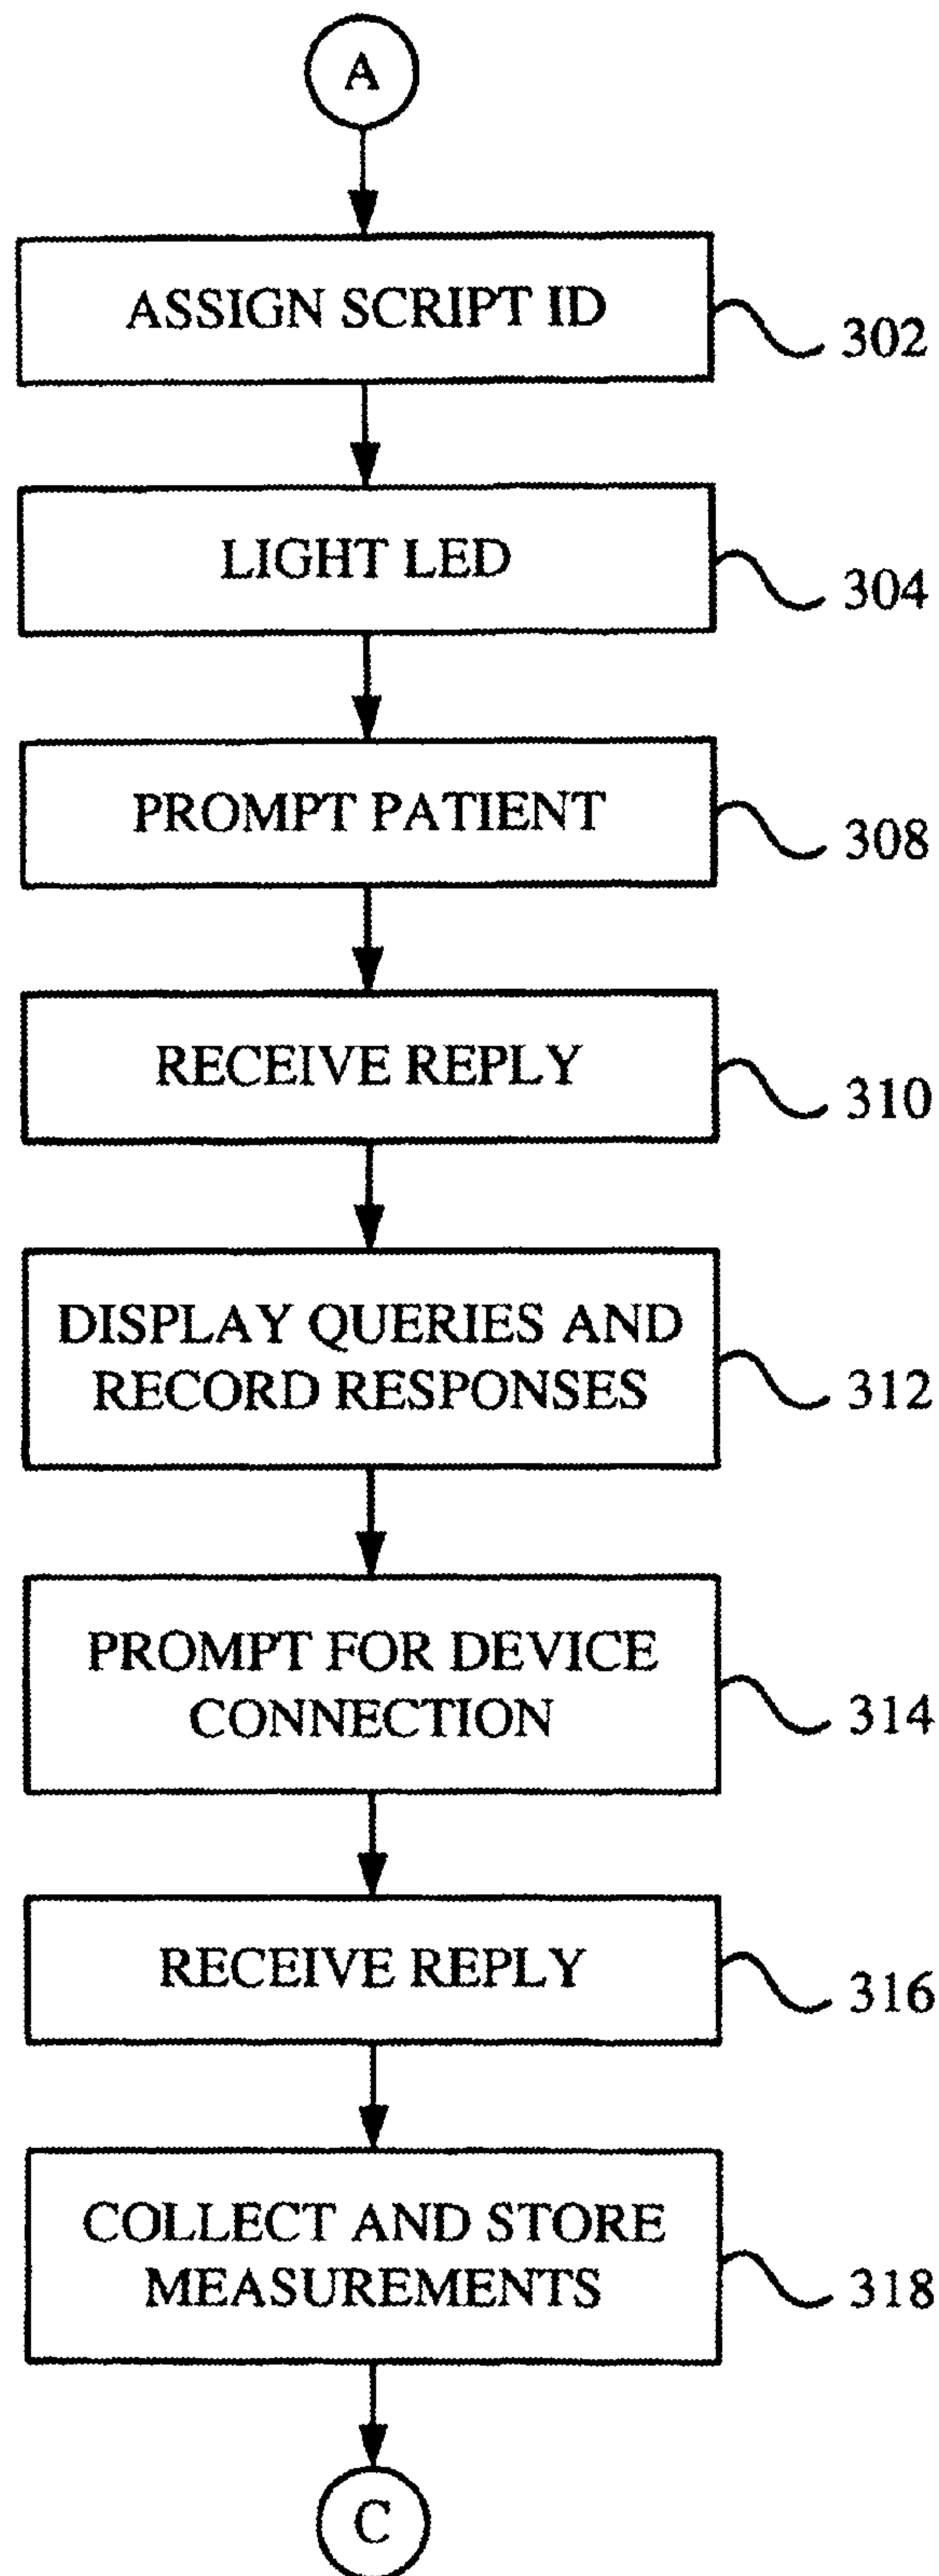 A
ASSIGN SCRIPT ID
302
LIGHT LED
304
PROMPT PATIENT
308
RECEIVE REPLY
310
DISPLAY QUERIES AND
RECORD RESPONSES
312
PROMPT FOR DEVICE
CONNECTION
314
RECEIVE REPLY
316
COLLECT AND STORE
MEASUREMENTS
318
C